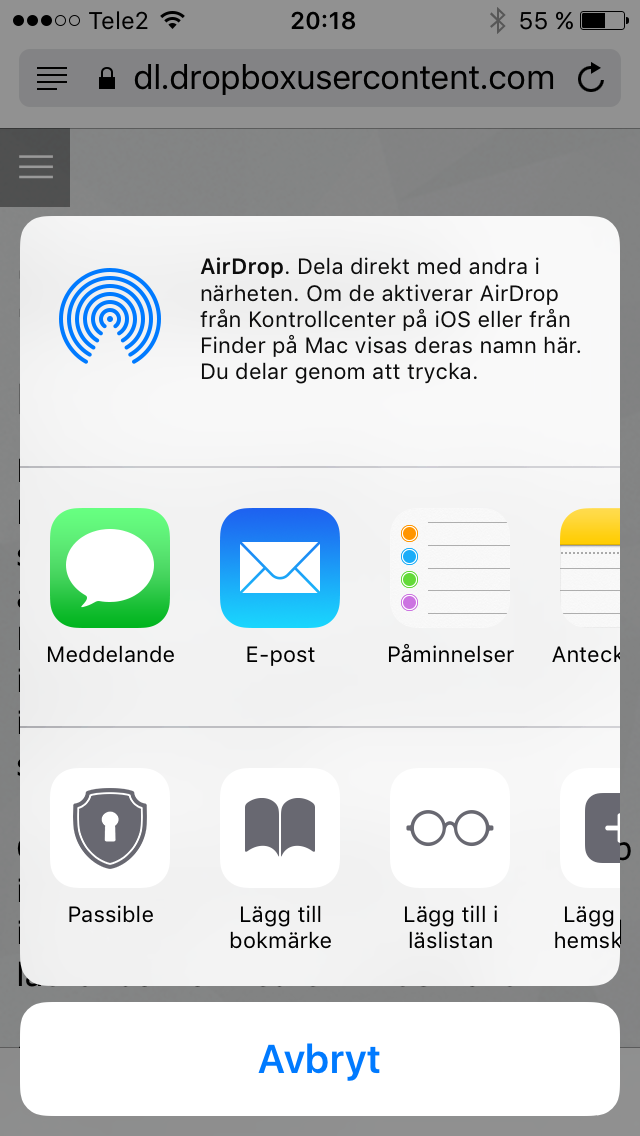 Tele2 20:18 55 %
dl.dropboxusercontent.com
AirDrop. Dela direkt med andra i
närheten. Om de aktiverar AirDrop
från Kontrollcenter på iOS eller från
Finder på Mac visas deras namn här.
Du delar genom att trycka.
Meddelande E-post Påminnelser Anteck
Passible Lägg till Lägg till i Lägg
bokmärke läslistan hemsk
Avbryt